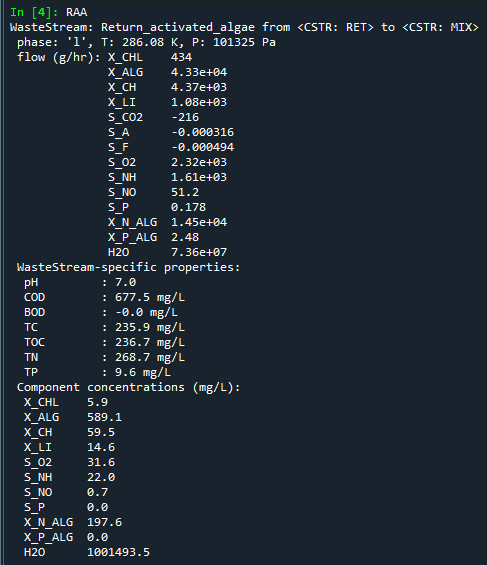 In [4]: RAA
WasteStream: Return_activated_algae from <CSTR: RET> to <CSTR: MIX>
phase: 'l', T: 286.08 K, P: 101325 Pa
flow (g/hr): X_CHL 434
X_ALG 4.33e+04
X_CH 4.37e+03
X_LI 1.08e+03
S_CO2 -216
S_A -0.000316
S_F -0.000494
S_O2 2.32e+03
S_NH 1.61e+03
S_NO 51.2
S_P 0.178
X_N_ALG 1.45e+04
X_P_ALG 2.48
H2O 7.36e+07
WasteStream-specific properties:
pH : 7.0
COD : 677.5 mg/L
BOD : -0.0 mg/L
TC : 235.9 mg/L
TOC : 236.7 mg/L
TN : 268.7 mg/L
TP : 9.6 mg/L
Component concentrations (mg/L):
X_CHL 5.9
X_ALG 589.1
X_CH 59.5
X_LI 14.6
S_O2 31.6
S_NH 22.0
S_NO 0.7
S_P 0.0
X_N_ALG 197.6
X_P_ALG 0.0
H2O 1001493.5